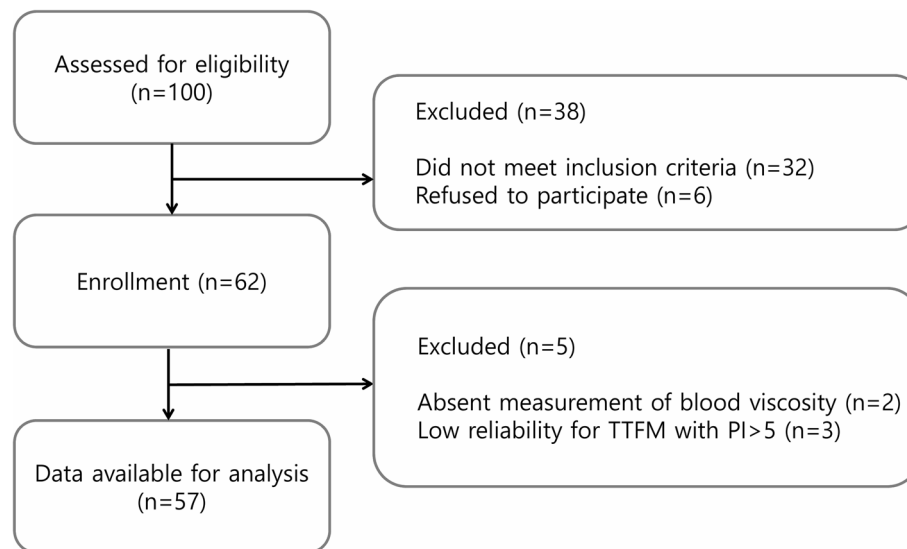 Assessed for eligibility
(n=100)
Excluded (n=38)
Did not meet inclusion criteria (n=32)
Refused to participate (n=6)
Enrollment (n=62)
Excluded (n=5)
Absent measurement of blood viscosity (n=2)
Low reliability for TTFM with PI>5 (n=3)
Data available for analysis
(n=57)